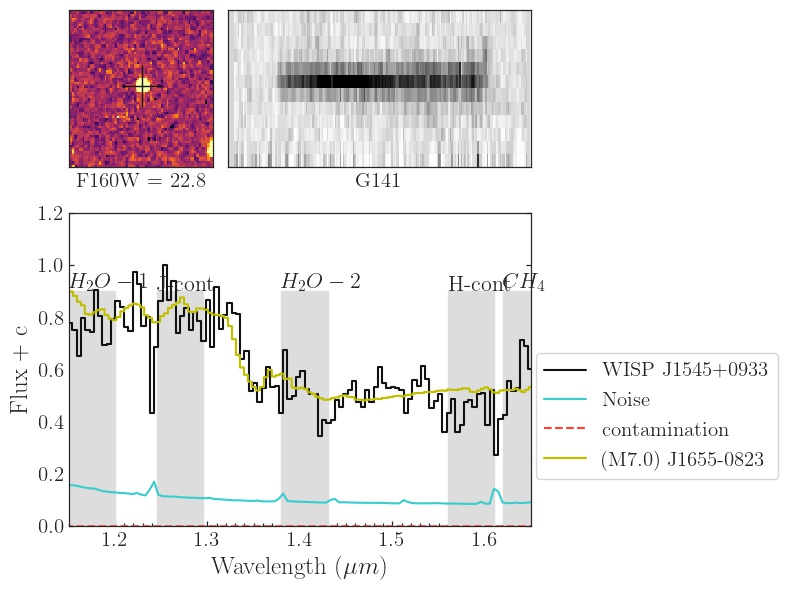 F160W = 22.8
G141
Flux + c
1.2
1.0
0.8
0.6
0.4
0.2
0.0
H₂O − 1
J-cont
H₂O − 2
H-cont
CH₄
1.2
1.3
1.4
1.5
1.6
Wavelength (μm)
WISP J1545+0933
Noise
contamination
(M7.0) J1655-0823